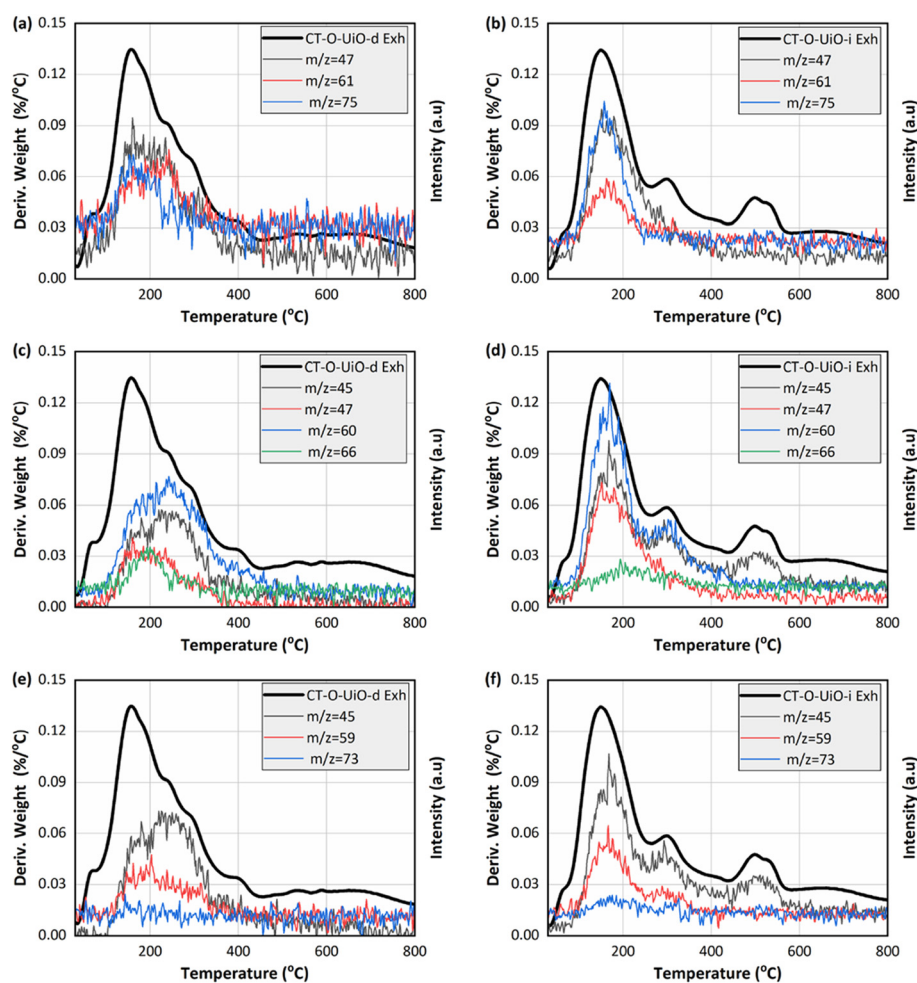 (a)
0.15
0.12
0.09
0.06
0.03
0.00
Deriv. Weight (%/°C)
CT-O-UiO-d Exh
m/z=47
m/z=61
m/z=75
Intensity (a.u)
200 400 600 800
Temperature (°C)
(b)
0.15
0.12
0.09
0.06
0.03
0.00
Deriv. Weight (%/°C)
CT-O-UiO-i Exh
m/z=47
m/z=61
m/z=75
Intensity (a.u)
200 400 600 800
Temperature (°C)
(c)
0.15
0.12
0.09
0.06
0.03
0.00
Deriv. Weight (%/°C)
CT-O-UiO-d Exh
m/z=45
m/z=47
m/z=60
m/z=66
Intensity (a.u)
200 400 600 800
Temperature (°C)
(d)
0.15
0.12
0.09
0.06
0.03
0.00
Deriv. Weight (%/°C)
CT-O-UiO-i Exh
m/z=45
m/z=47
m/z=60
m/z=66
Intensity (a.u)
200 400 600 800
Temperature (°C)
(e)
0.15
0.12
0.09
0.06
0.03
0.00
Deriv. Weight (%/°C)
CT-O-UiO-d Exh
m/z=45
m/z=59
m/z=73
Intensity (a.u)
200 400 600 800
Temperature (°C)
(f)
0.15
0.12
0.09
0.06
0.03
0.00
Deriv. Weight (%/°C)
CT-O-UiO-i Exh
m/z=45
m/z=59
m/z=73
Intensity (a.u)
200 400 600 800
Temperature (°C)